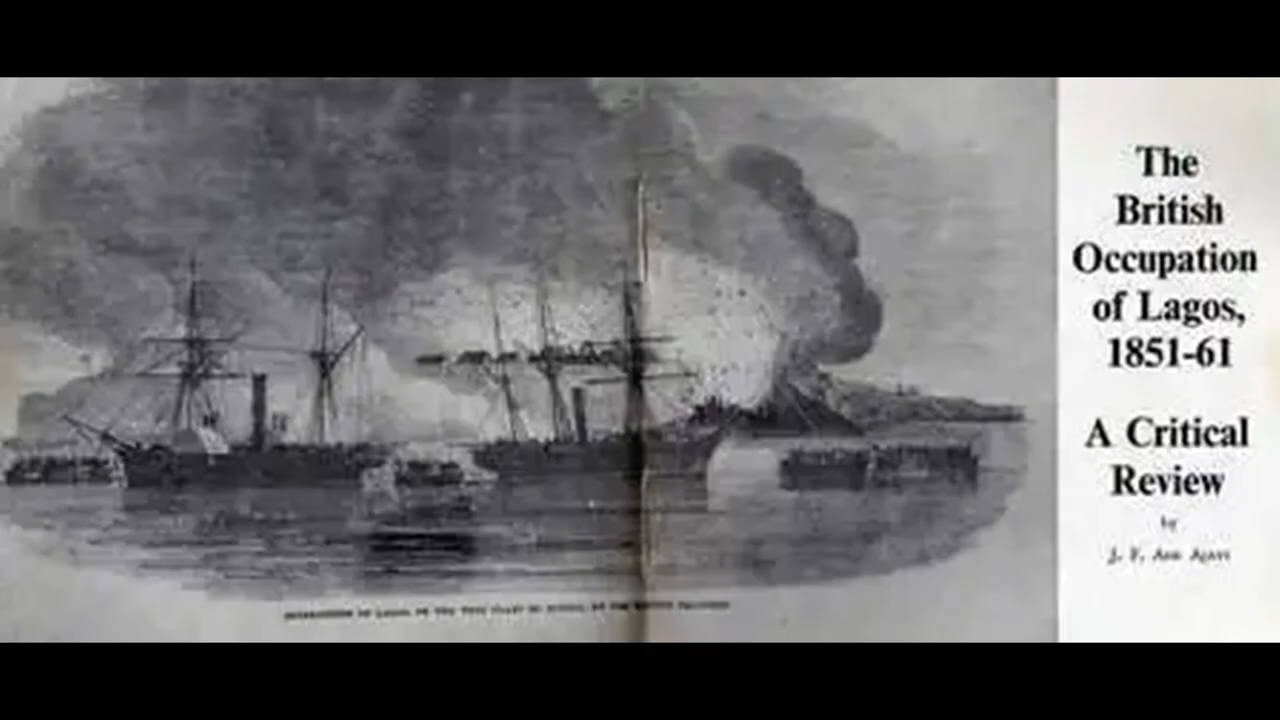 The
British
Occupation
of Lagos,
1851-61
A Critical
Review
by
J. F. Ade Ajayi